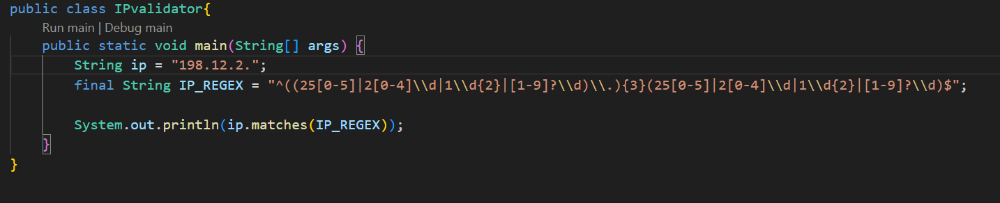 public class IPvalidator{
Run main | Debug main
public static void main(String[] args) {
String ip = "198.12.2.";
final String IP_REGEX = "^((25[0-5]|2[0-4]\\d|1\\d{2}|[1-9]?\\d)\\.){3}(25[0-5]|2[0-4]\\d|1\\d{2}|[1-9]?\\d)$";
System.out.println(ip.matches(IP_REGEX));
}
}